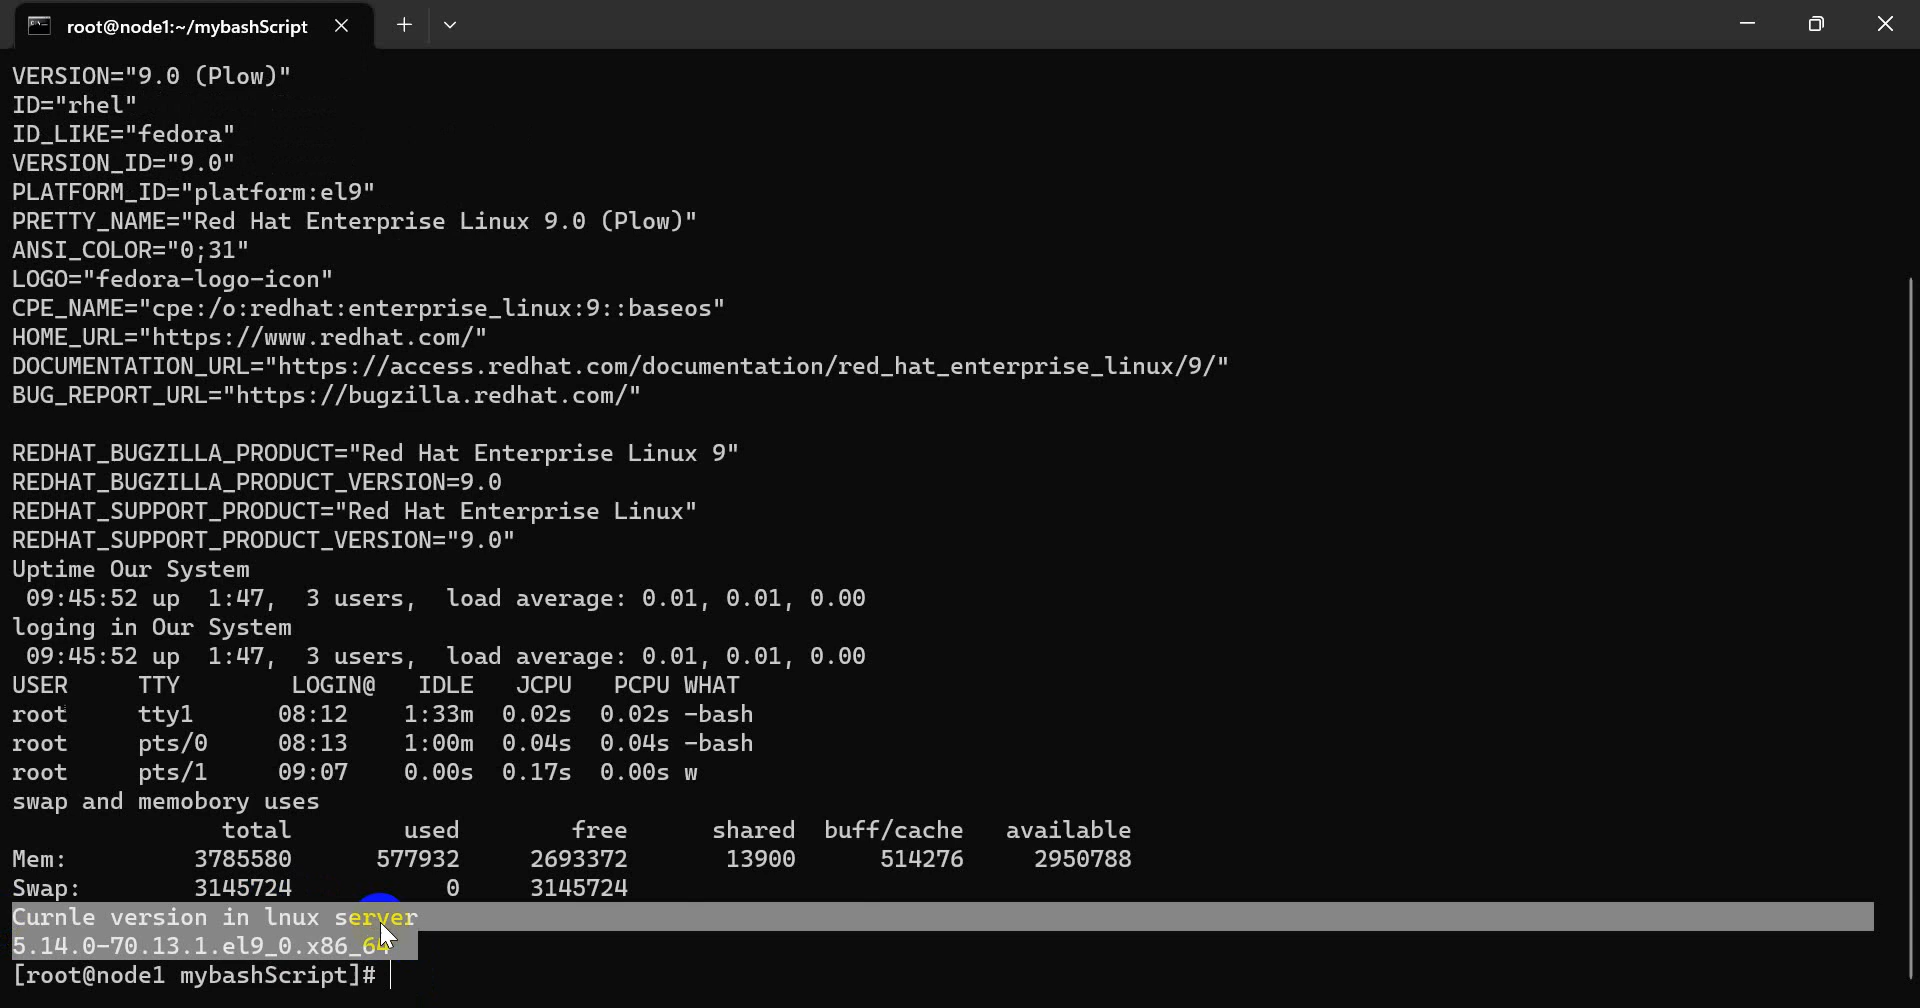 root@node1:~/mybashScript
VERSION="9.0 (Plow)"
ID="rhel"
ID_LIKE="fedora"
VERSION_ID="9.0"
PLATFORM_ID="platform:el9"
PRETTY_NAME="Red Hat Enterprise Linux 9.0 (Plow)"
ANSI_COLOR="0;31"
LOGO="fedora-logo-icon"
CPE_NAME="cpe:/o:redhat:enterprise_linux:9::baseos"
HOME_URL="https://www.redhat.com/"
DOCUMENTATION_URL="https://access.redhat.com/documentation/red_hat_enterprise_linux/9/"
BUG_REPORT_URL="https://bugzilla.redhat.com/"
REDHAT_BUGZILLA_PRODUCT="Red Hat Enterprise Linux 9"
REDHAT_BUGZILLA_PRODUCT_VERSION=9.0
REDHAT_SUPPORT_PRODUCT="Red Hat Enterprise Linux"
REDHAT_SUPPORT_PRODUCT_VERSION="9.0"
Uptime Our System
09:45:52 up  1:47,  3 users,  load average: 0.01, 0.01, 0.00
loging in Our System
09:45:52 up  1:47,  3 users,  load average: 0.01, 0.01, 0.00
USER     TTY        LOGIN@   IDLE   JCPU   PCPU WHAT
root     tty1      08:12    1:33m  0.02s  0.02s -bash
root     pts/0     08:13    1:00m  0.04s  0.04s -bash
root     pts/1     09:07    0.00s  0.17s  0.00s w
swap and memobory uses
total        used        free      shared  buff/cache   available
Mem:         3785580      577932     2693372       13900      514276     2950788
Swap:        3145724           0     3145724
Curnle version in lnux server
5.14.0-70.13.1.el9_0.x86_64
[root@node1 mybashScript]#